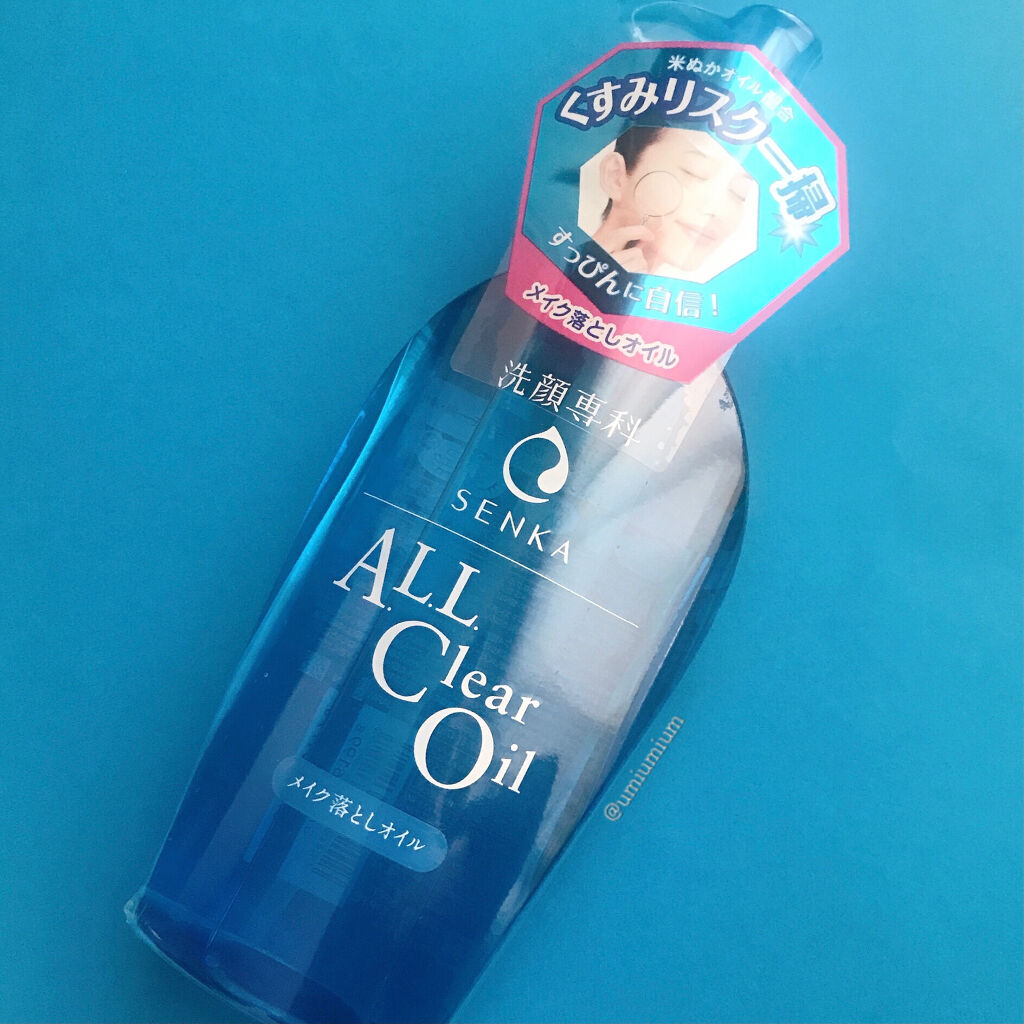 米ぬかオイル配合
くすみリスク一掃
すっぴんに自信!
メイク落としオイル
洗顔専科
SENKA
A.L.L.
Clear
Oil
メイク落としオイル
@umiumium